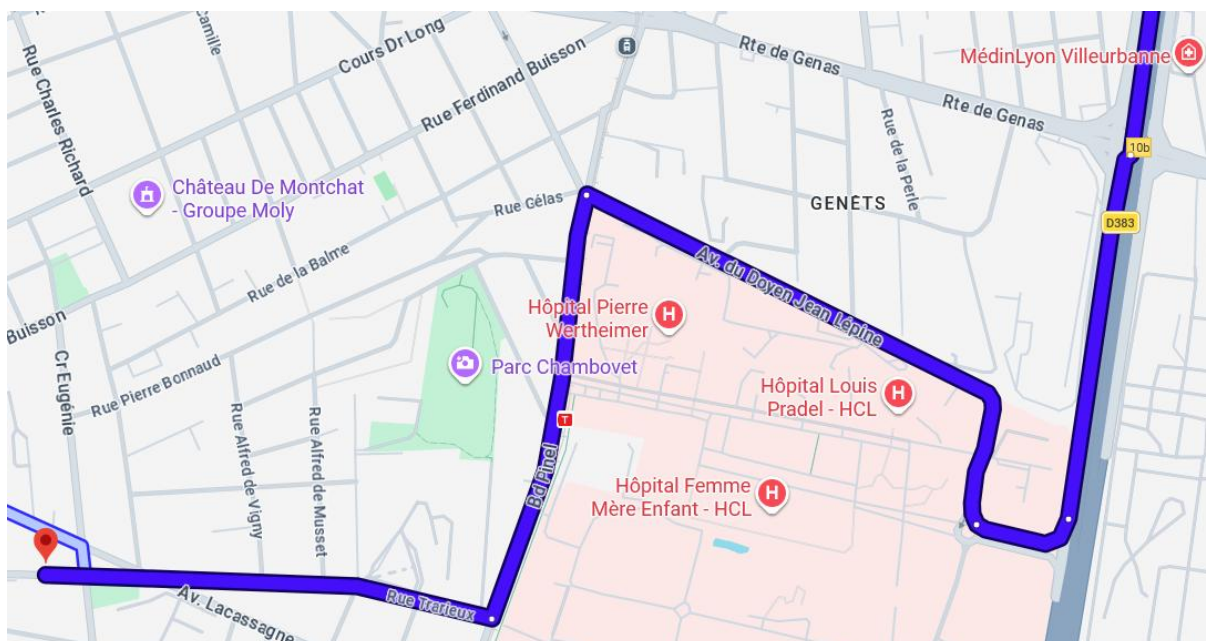 Camille
Cours Dr Long
Rte de Genas
MédinLyon Villeurbanne
Rue Charles Richard
Rue Ferdinand Buisson
Rte de Genas
10b
Rue de la Perle
Château De Montchat
- Groupe Moly
Rue Gélas
GENÊTS
D383
Rue de la Balme
Av. du Doyen Jean Lépine
Hôpital Pierre
Wertheimer
H
Buisson
Parc Chambovet
Cr Eugénie
Rue Pierre Bonnaud
Hôpital Louis
Pradel - HCL
H
T
Rue Alfred de Vigny
Rue Alfred de Musset
Bd Pinel
Hôpital Femme
Mère Enfant - HCL
H
Av. Lacassagne
Rue Trarieux